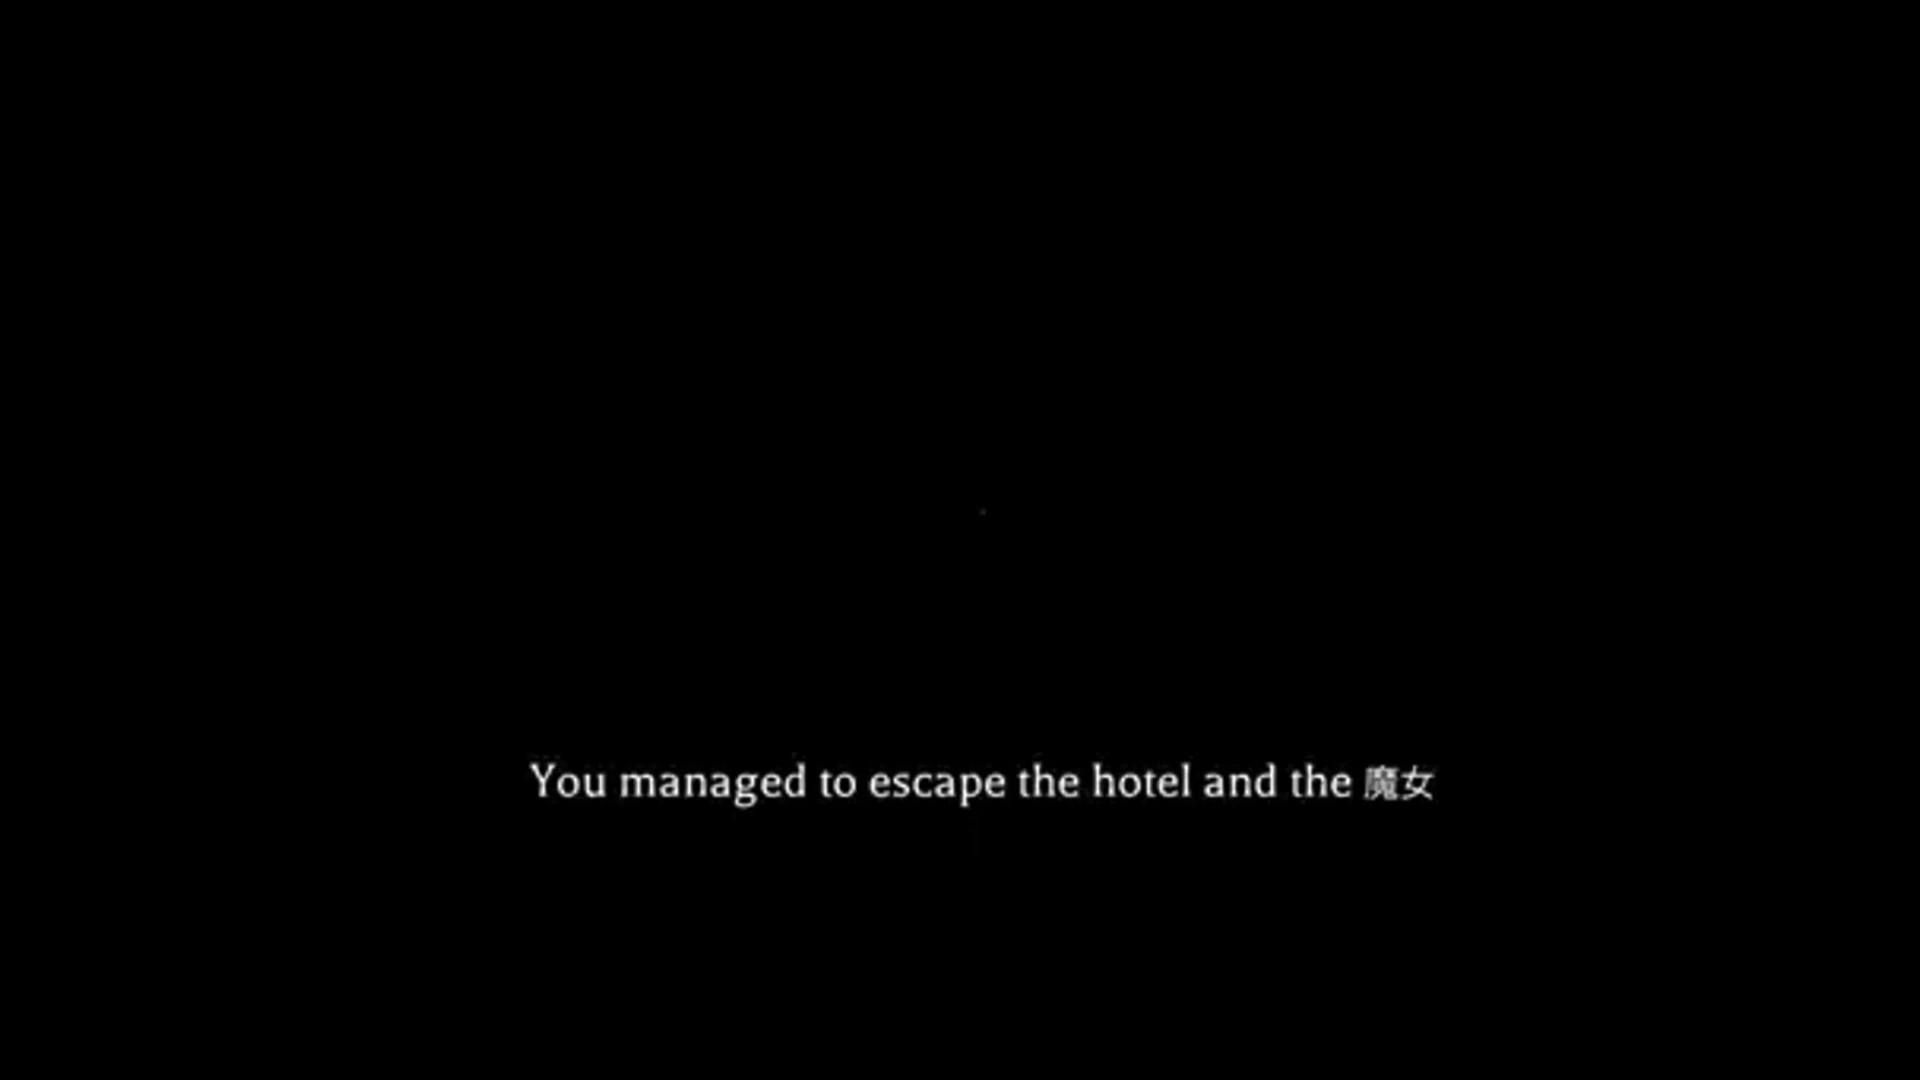 You managed to escape the hotel and the 魔女